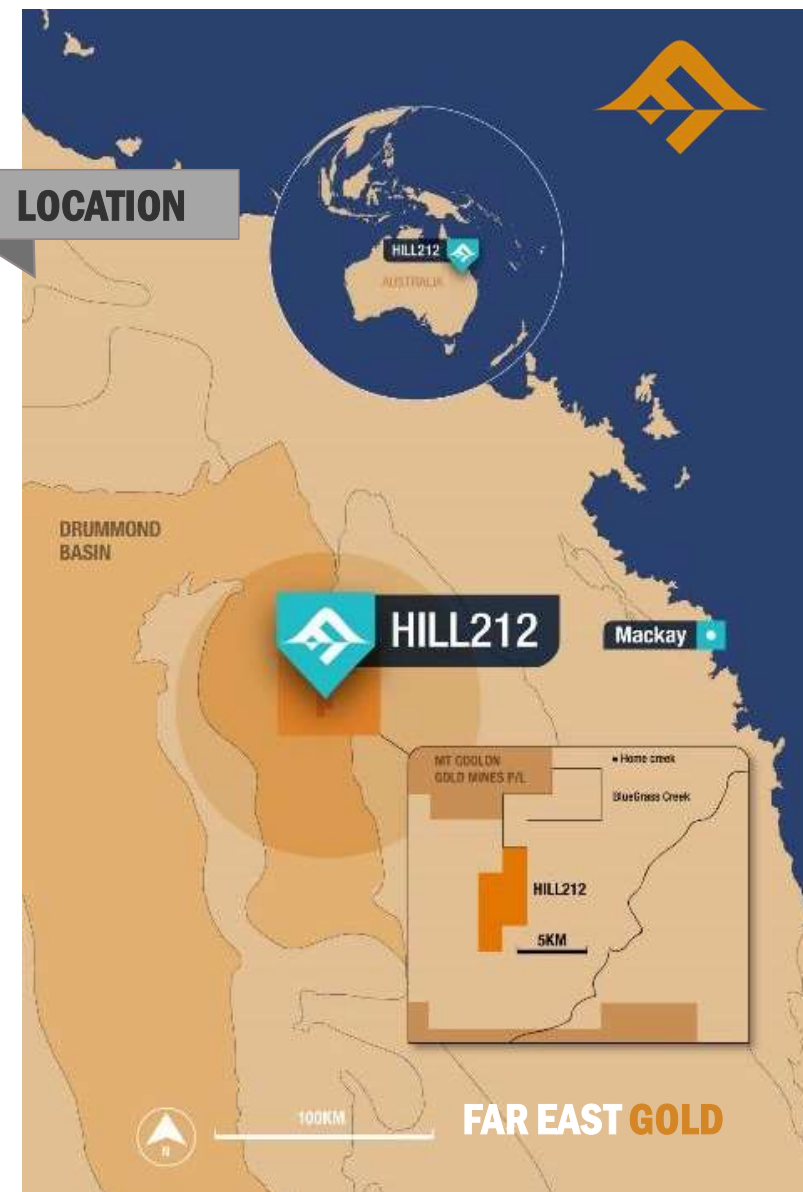 LOCATION
HILL212
AUSTRALIA
DRUMMOND
BASIN
HILL212
Mackay
MT COOLON
GOLD MINES P/L
Home creek
BlueGrass Creek
HILL212
5KM
100KM
N
FAR EAST GOLD